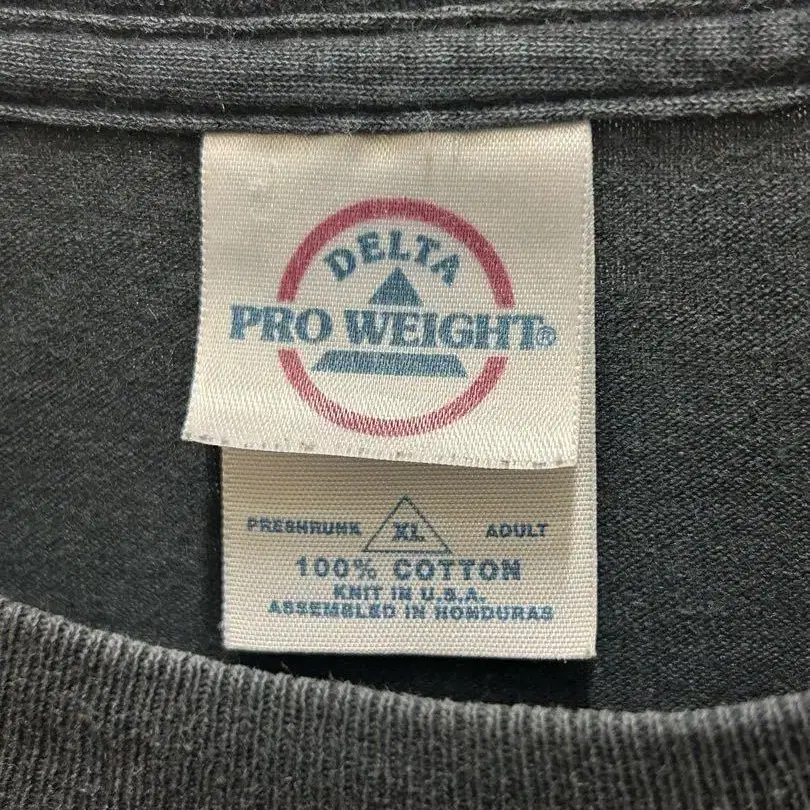 DELTA
PRO WEIGHT®
PRESHRUNK XL ADULT
100% COTTON
KNIT IN U.S.A.
ASSEMBLED IN HONDURAS